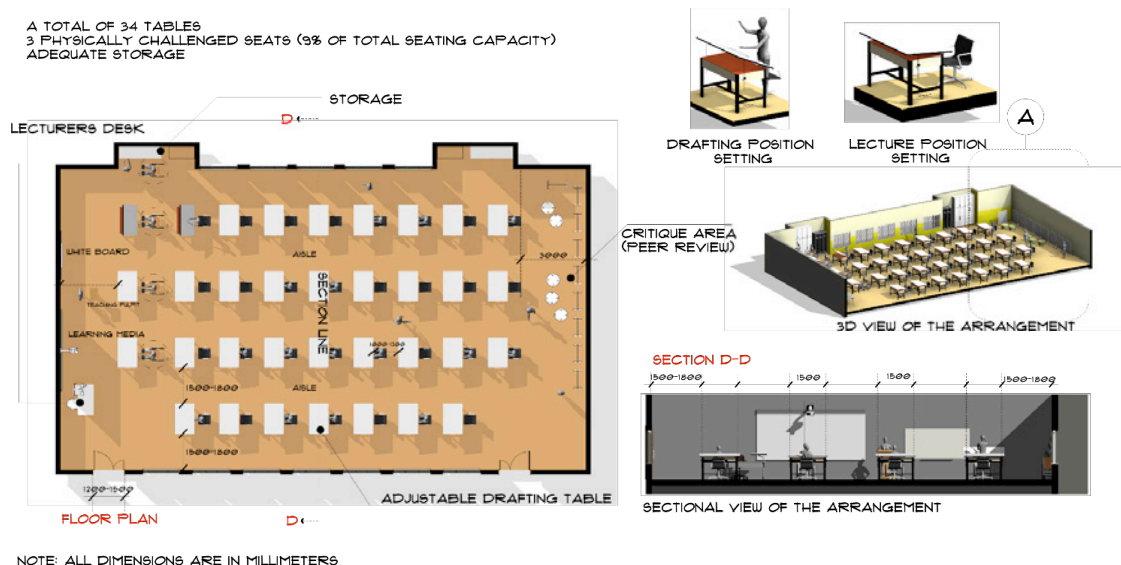 A TOTAL OF 34 TABLES
3 PHYSICALLY CHALLENGED SEATS (9% OF TOTAL SEATING CAPACITY)
ADEQUATE STORAGE
STORAGE
D
LECTURERS DESK
WHITE BOARD
AISLE
SECTION LINE
3000
CRITIQUE AREA
(PEER REVIEW)
LEARNING MEDIA
1500-1800
AISLE
1500-1800
1200-1500
ADJUSTABLE DRAFTING TABLE
FLOOR PLAN
D
NOTE: ALL DIMENSIONS ARE IN MILLIMETERS
DRAFTING POSITION
SETTING
LECTURE POSITION
SETTING
A
3D VIEW OF THE ARRANGEMENT
SECTION D-D
1500-1800
1500
1500
1500-1800
SECTIONAL VIEW OF THE ARRANGEMENT